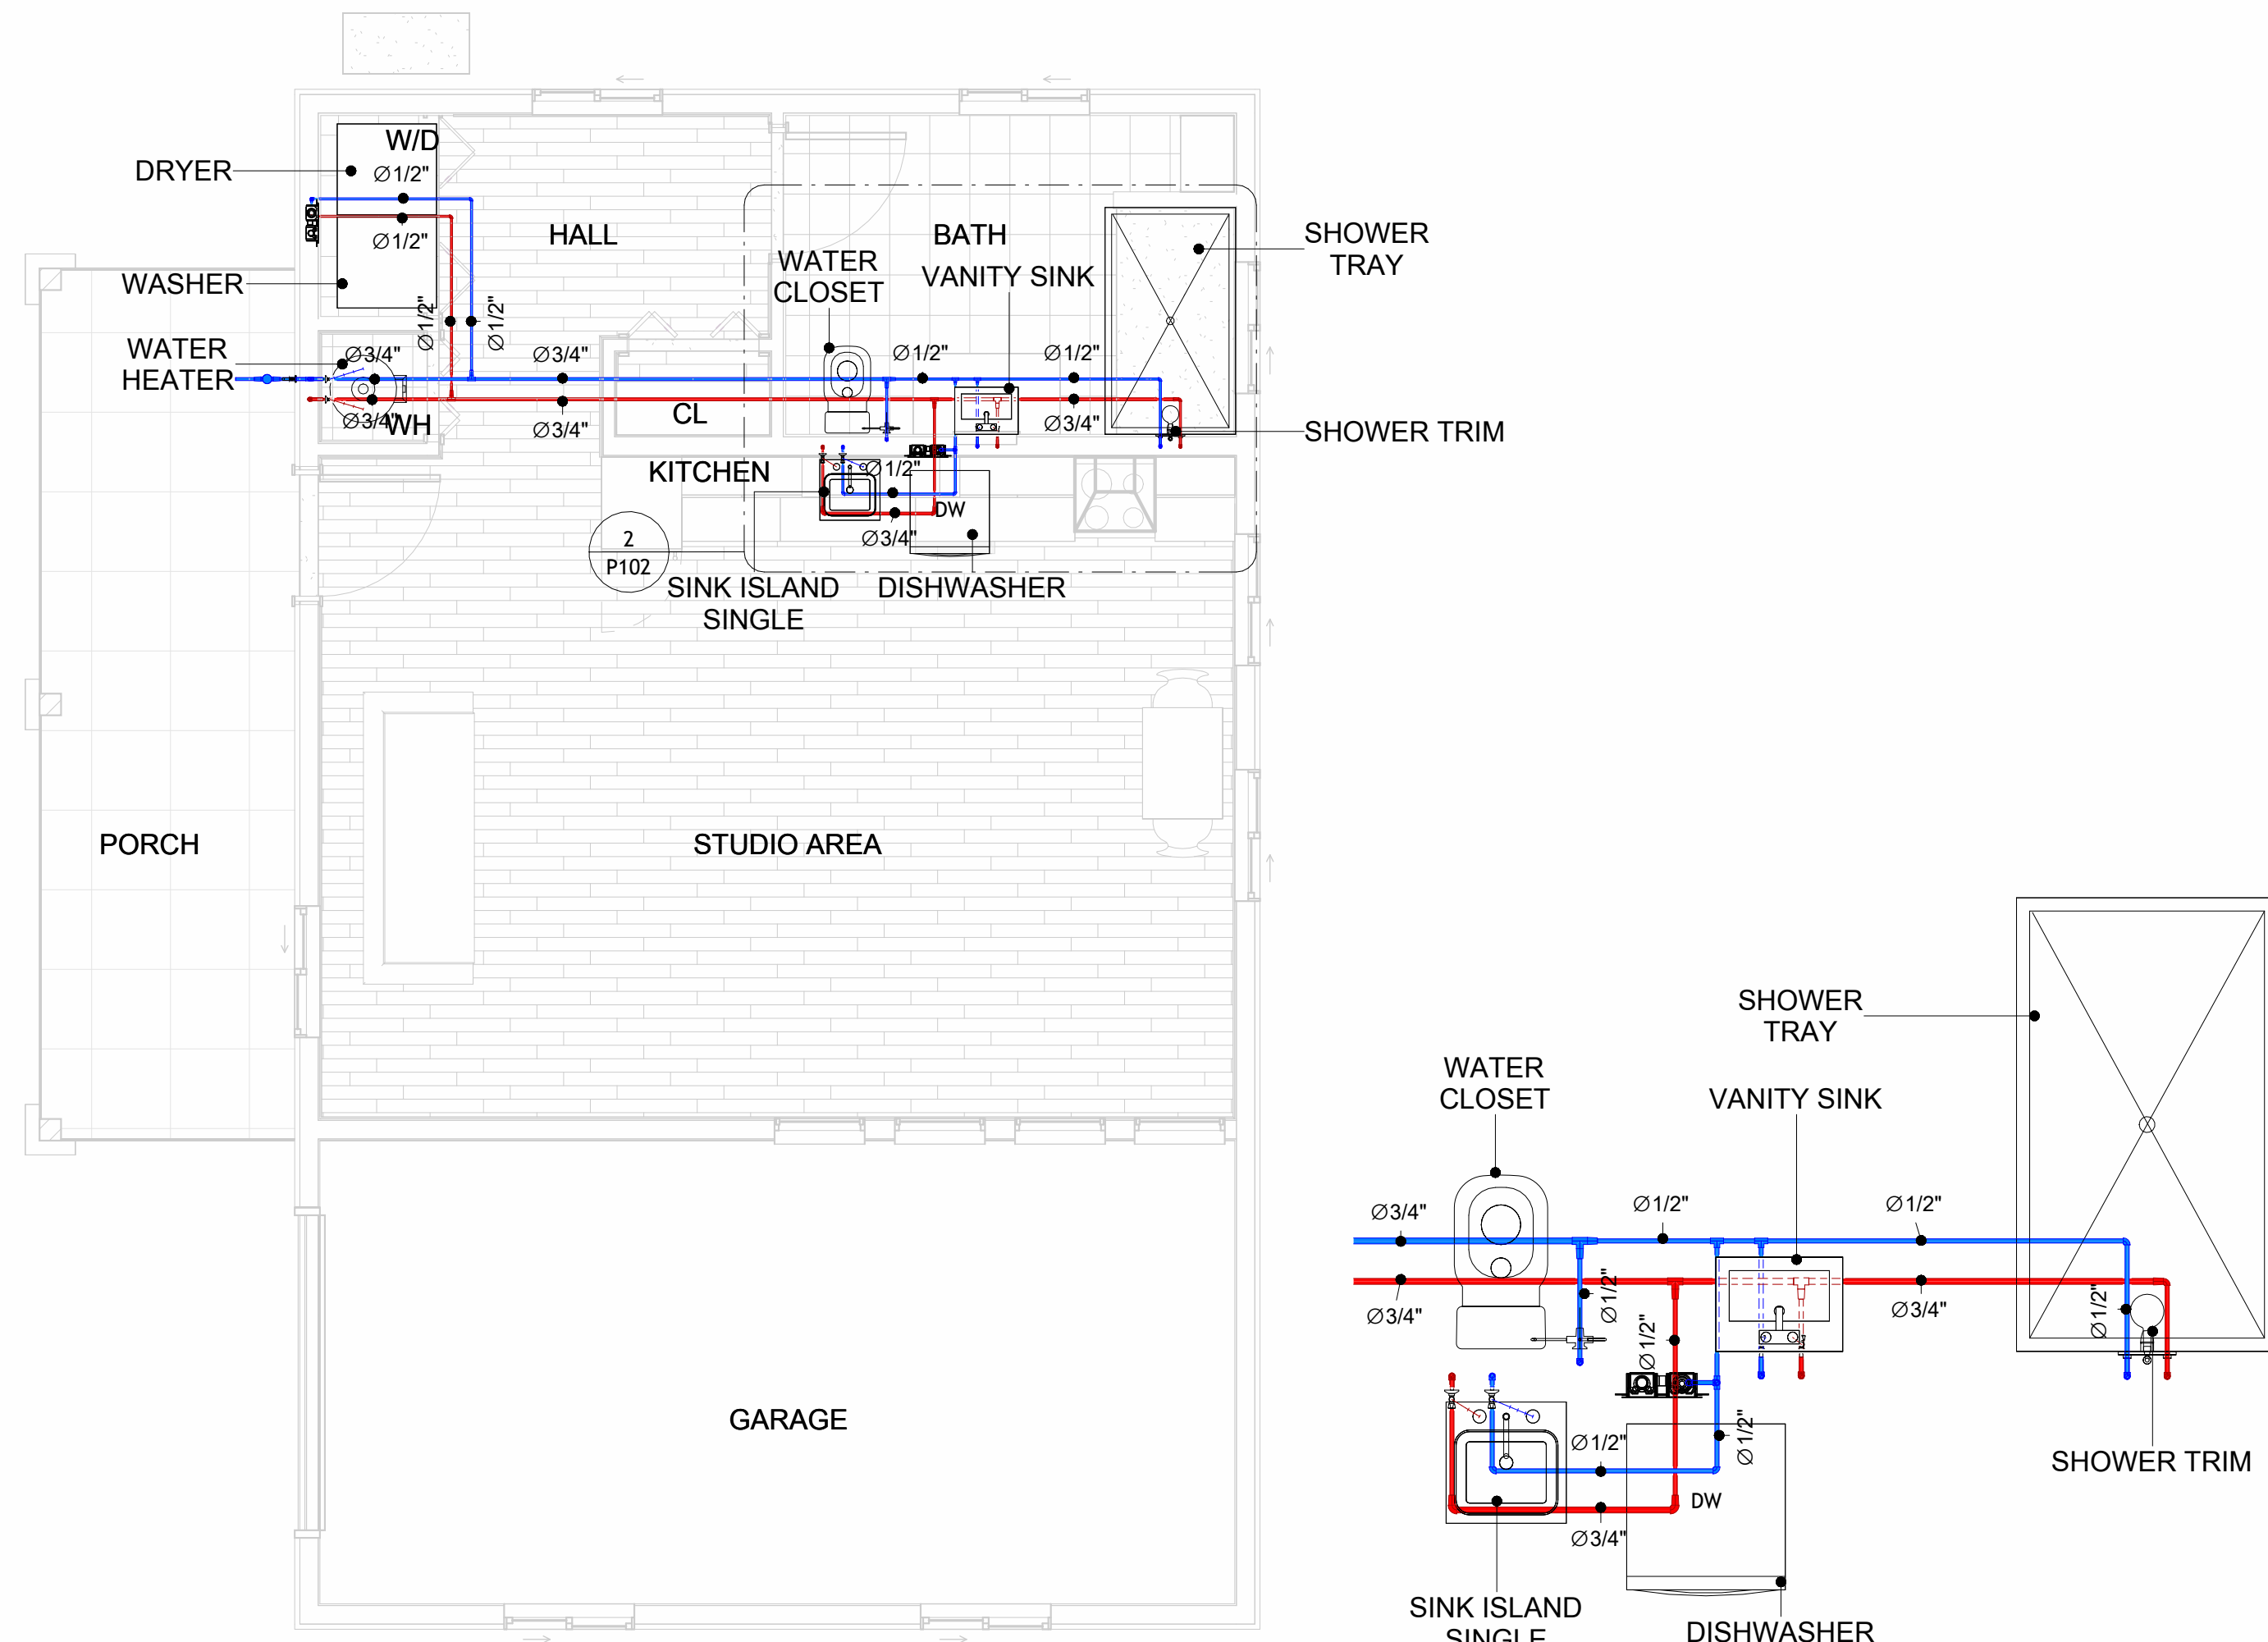 W/D
DRYER
Ø1/2"
Ø1/2"
HALL
BATH
SHOWER
TRAY
WATER
CLOSET
VANITY SINK
WASHER
Ø1/2"
Ø1/2"
WATER
HEATER
Ø3/4"
Ø3/4"
Ø1/2"
Ø1/2"
Ø3/4"
WH
Ø3/4"
CL
Ø3/4"
SHOWER TRIM
KITCHEN
Ø1/2"
DW
Ø3/4"
2
P102
SINK ISLAND
SINGLE
DISHWASHER
PORCH
STUDIO AREA
GARAGE
SHOWER
TRAY
WATER
CLOSET
VANITY SINK
Ø3/4"
Ø1/2"
Ø1/2"
Ø3/4"
Ø1/2"
Ø1/2"
Ø3/4"
Ø1/2"
Ø1/2"
Ø1/2"
DW
Ø3/4"
SHOWER TRIM
SINK ISLAND
SINGLE
DISHWASHER